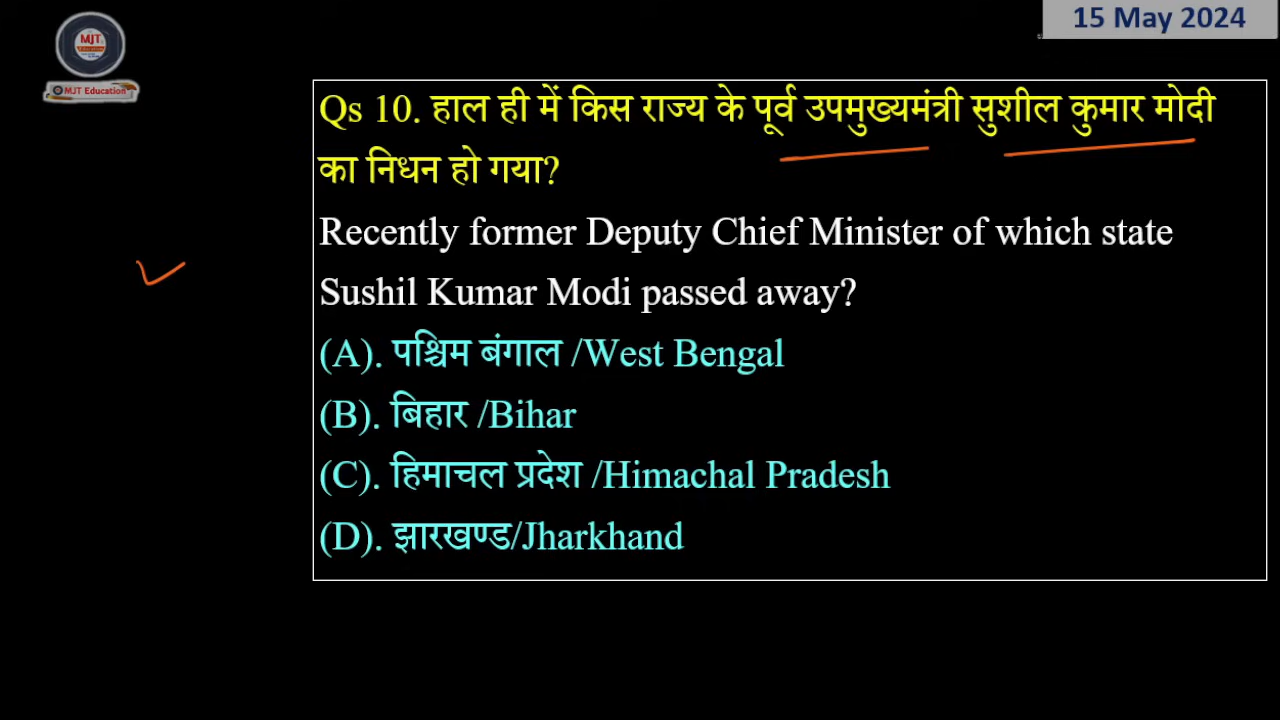 15 May 2024
MJT
MJT Education
Qs 10. हाल ही में किस राज्य के पूर्व उपमुख्यमंत्री सुशील कुमार मोदी
का निधन हो गया?
Recently former Deputy Chief Minister of which state
Sushil Kumar Modi passed away?
(A). पश्चिम बंगाल /West Bengal
(B). बिहार /Bihar
(C). हिमाचल प्रदेश /Himachal Pradesh
(D). झारखण्ड/Jharkhand